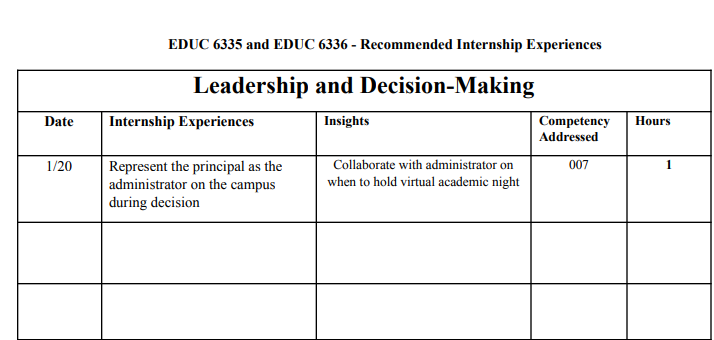 EDUC 6335 and EDUC 6336 - Recommended Internship Experiences
Leadership and Decision-Making
Date
Internship Experiences
Insights
Competency
Addressed
Hours
1/20
Represent the principal as the
administrator on the campus
during decision
Collaborate with administrator on
when to hold virtual academic night
007
1